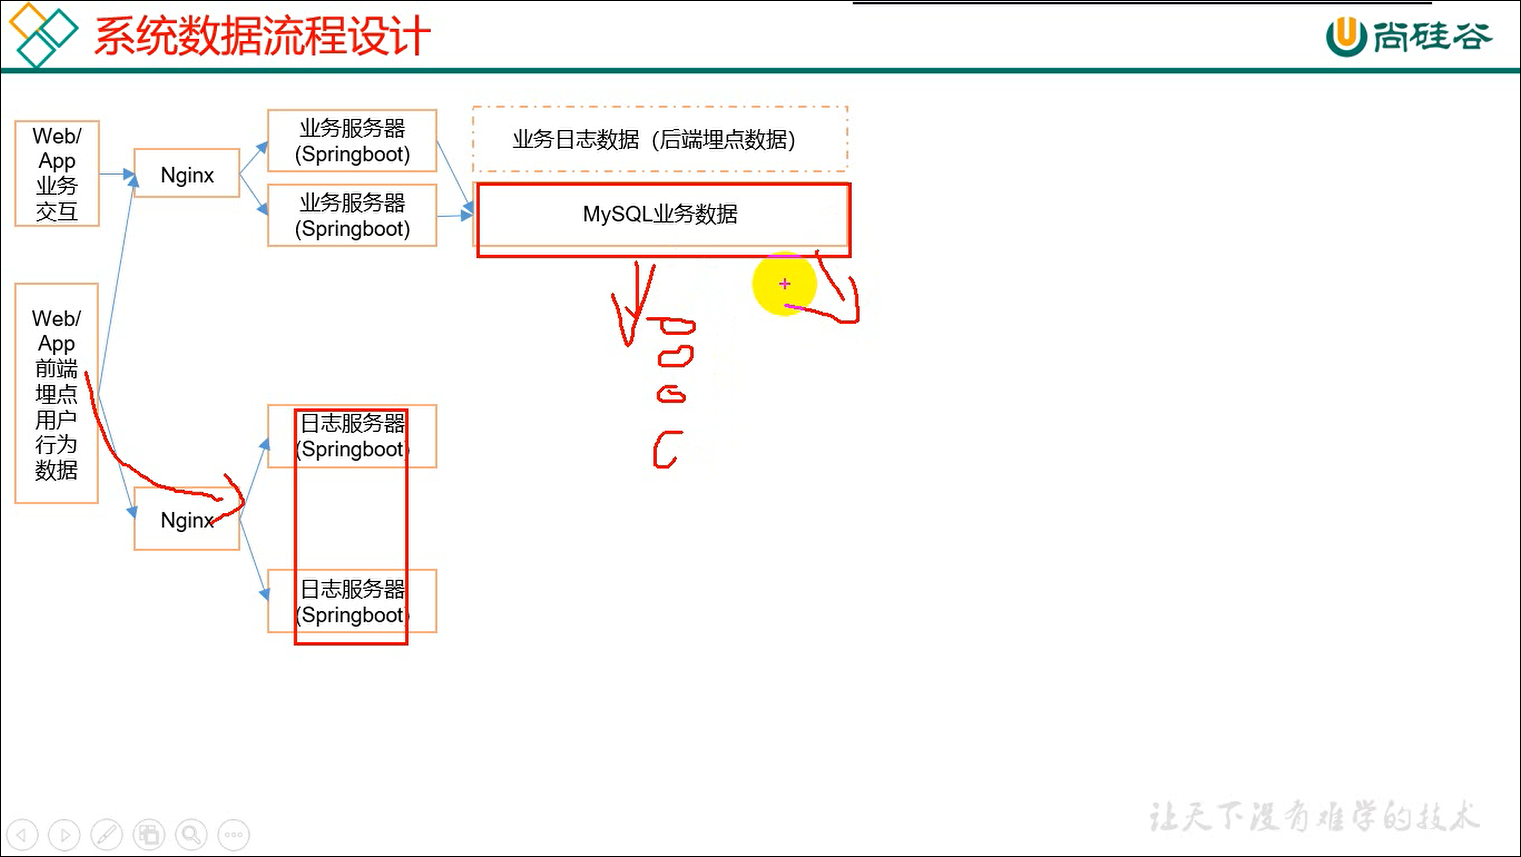 系统数据流程设计
尚硅谷
Web/
App
业务
交互
Nginx
业务服务器
(Springboot)
业务服务器
(Springboot)
业务日志数据（后端埋点数据）
MySQL业务数据
Web/
App
前端
埋点
用户
行为
数据
Nginx
日志服务器
(Springboot)
日志服务器
(Springboot)
让天下没有难学的技术